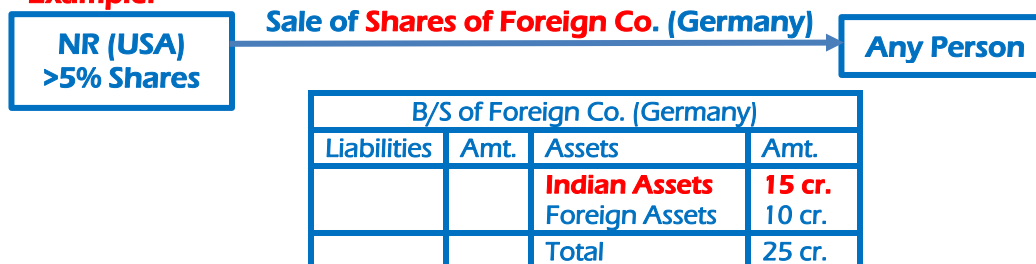 Example:
Sale of Shares of Foreign Co. (Germany)
NR (USA)
>5% Shares
Any Person
B/S of Foreign Co. (Germany)
Liabilities Amt. Assets Amt.
Indian Assets 15 cr.
Foreign Assets 10 cr.
Total 25 cr.